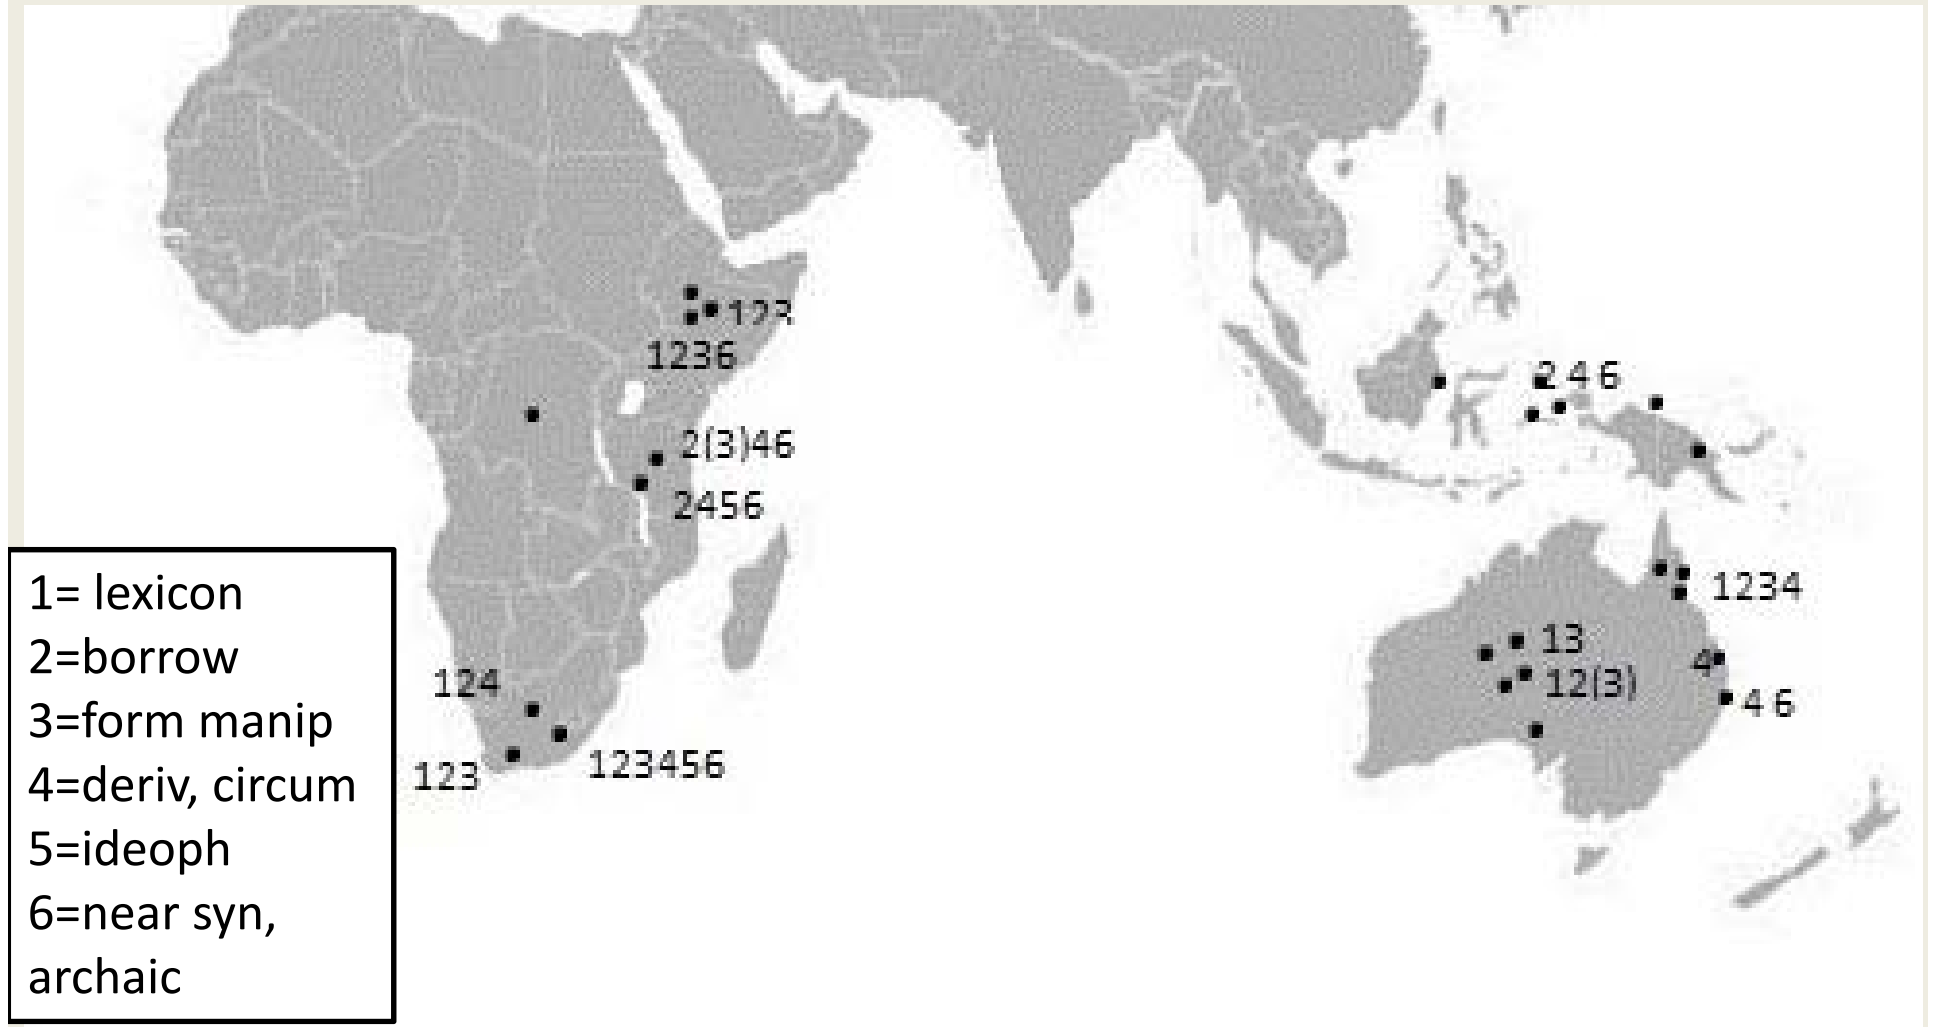 123
1236
2(3)46
2456
124
123
123456
2 4 6
1234
13
12(3)
4
4 6
1= lexicon
2=borrow
3=form manip
4=deriv, circum
5=ideoph
6=near syn,
archaic